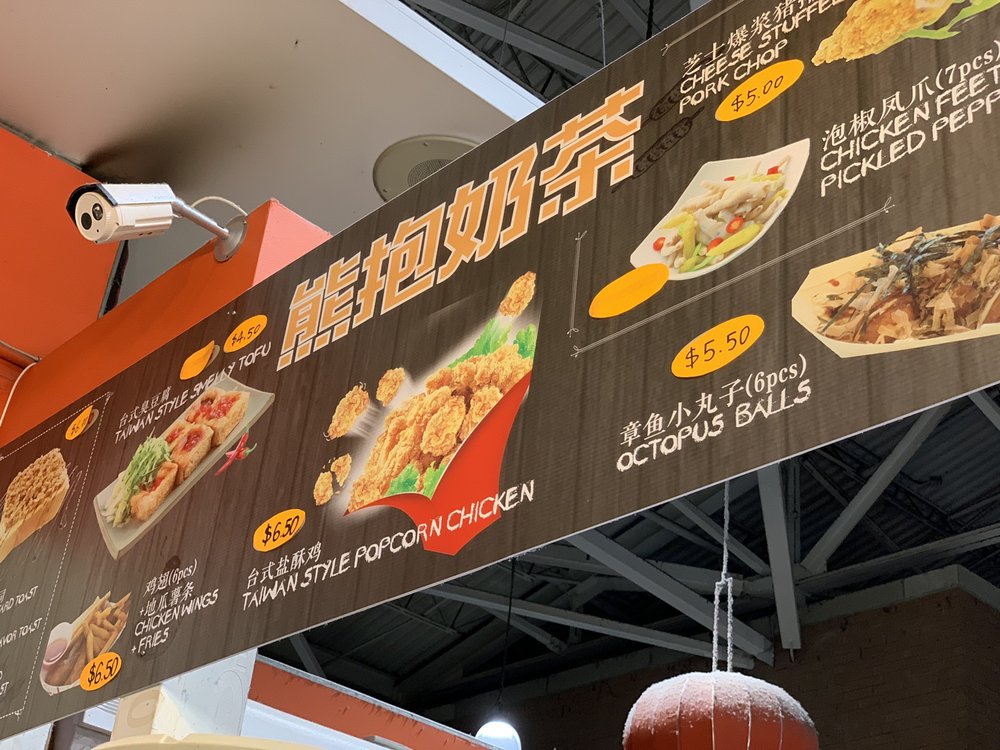 熊抱奶茶
$4.50
台式臭豆腐
TAIWAN STYLE SMELLY TOFU
鸡翅(6pcs)
+地瓜薯条
CHICKEN WINGS
+ FRIES
$6.50
$6.50
台式盐酥鸡
TAIWAN STYLE POPCORN CHICKEN
芝士爆浆猪
CHEESE STUFFED
PORK CHOP
$5.00
泡椒凤爪(7pcs)
CHICKEN FEET
PICKLED
$5.50
章鱼小丸子(6pcs)
OCTOPUS BALLS
TOAST
TOAST